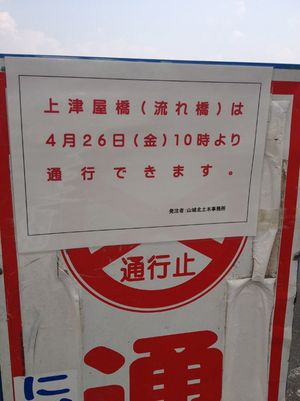 上津屋橋(流れ橋)は
4月26日(金)10時より
通行できます。
発注者:山城北土木事務所
通行止
通
に